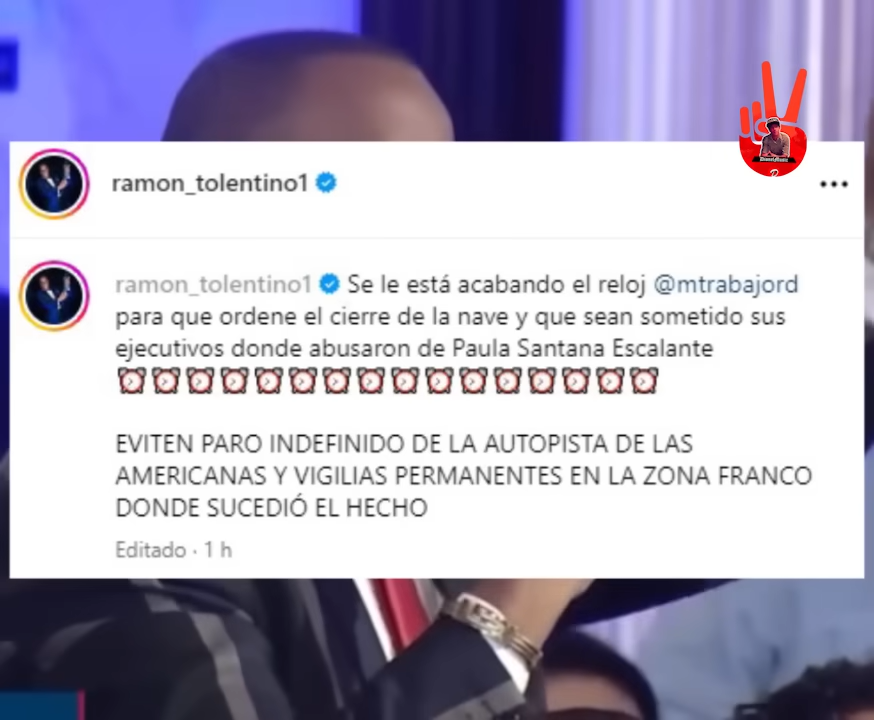 ramon_tolentino1
ramon_tolentino1 Se le está acabando el reloj @mtrabajord
para que ordene el cierre de la nave y que sean sometido sus
ejecutivos donde abusaron de Paula Santana Escalante
⏰⏰⏰⏰⏰⏰⏰⏰⏰⏰⏰⏰⏰⏰⏰⏰
EVITEN PARO INDEFINIDO DE LA AUTOPISTA DE LAS
AMERICANAS Y VIGILIAS PERMANENTES EN LA ZONA FRANCO
DONDE SUCEDIÓ EL HECHO
Editado · 1 h